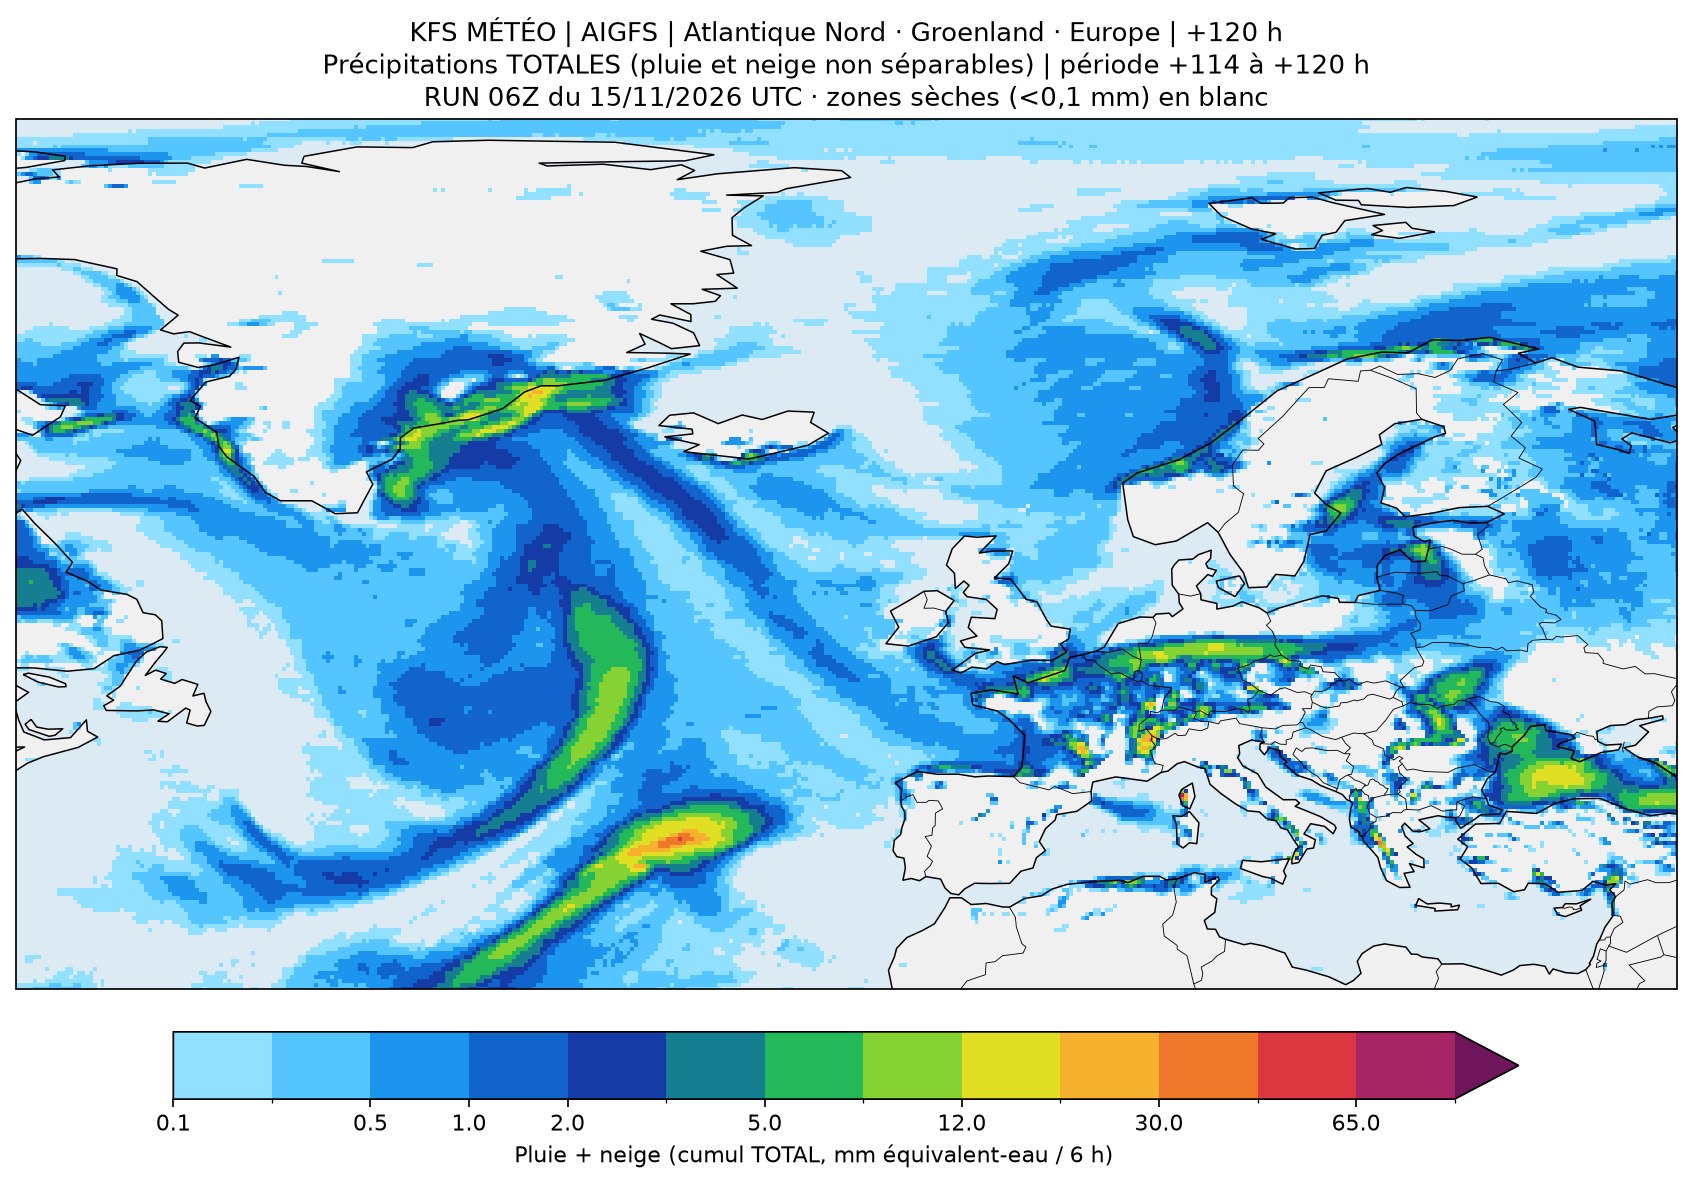 KFS MÉTÉO | AIGFS | Atlantique Nord · Groenland · Europe | +120 h
Précipitations TOTALES (pluie et neige non séparables) | période +114 à +120 h
RUN 06Z du 15/11/2026 UTC · zones sèches (<0,1 mm) en blanc
0.1 0.5 1.0 2.0 5.0 12.0 30.0 65.0
Pluie + neige (cumul TOTAL, mm équivalent-eau / 6 h)